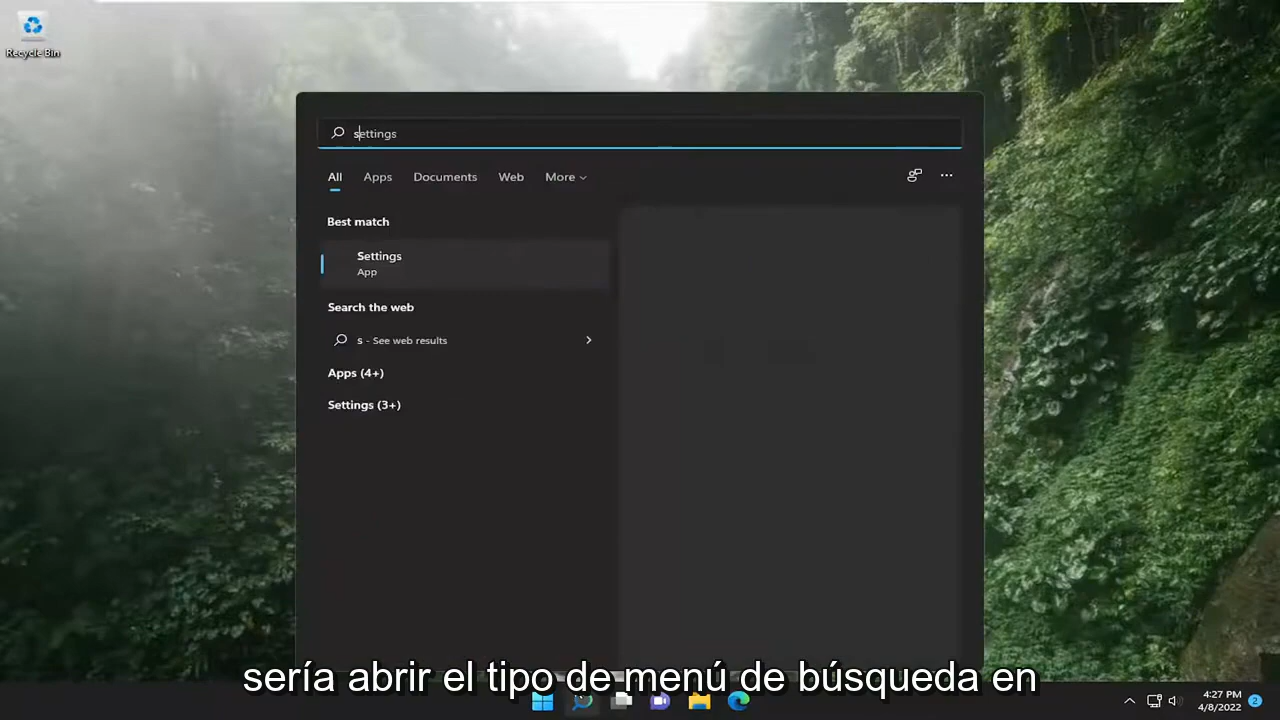 Recycle Bin
settings
All Apps Documents Web More
Best match
Settings
App
Search the web
s - See web results
Apps (4+)
Settings (3+)
sería abrir el tipo de menú de búsqueda en
4:27 PM
4/8/2022
2